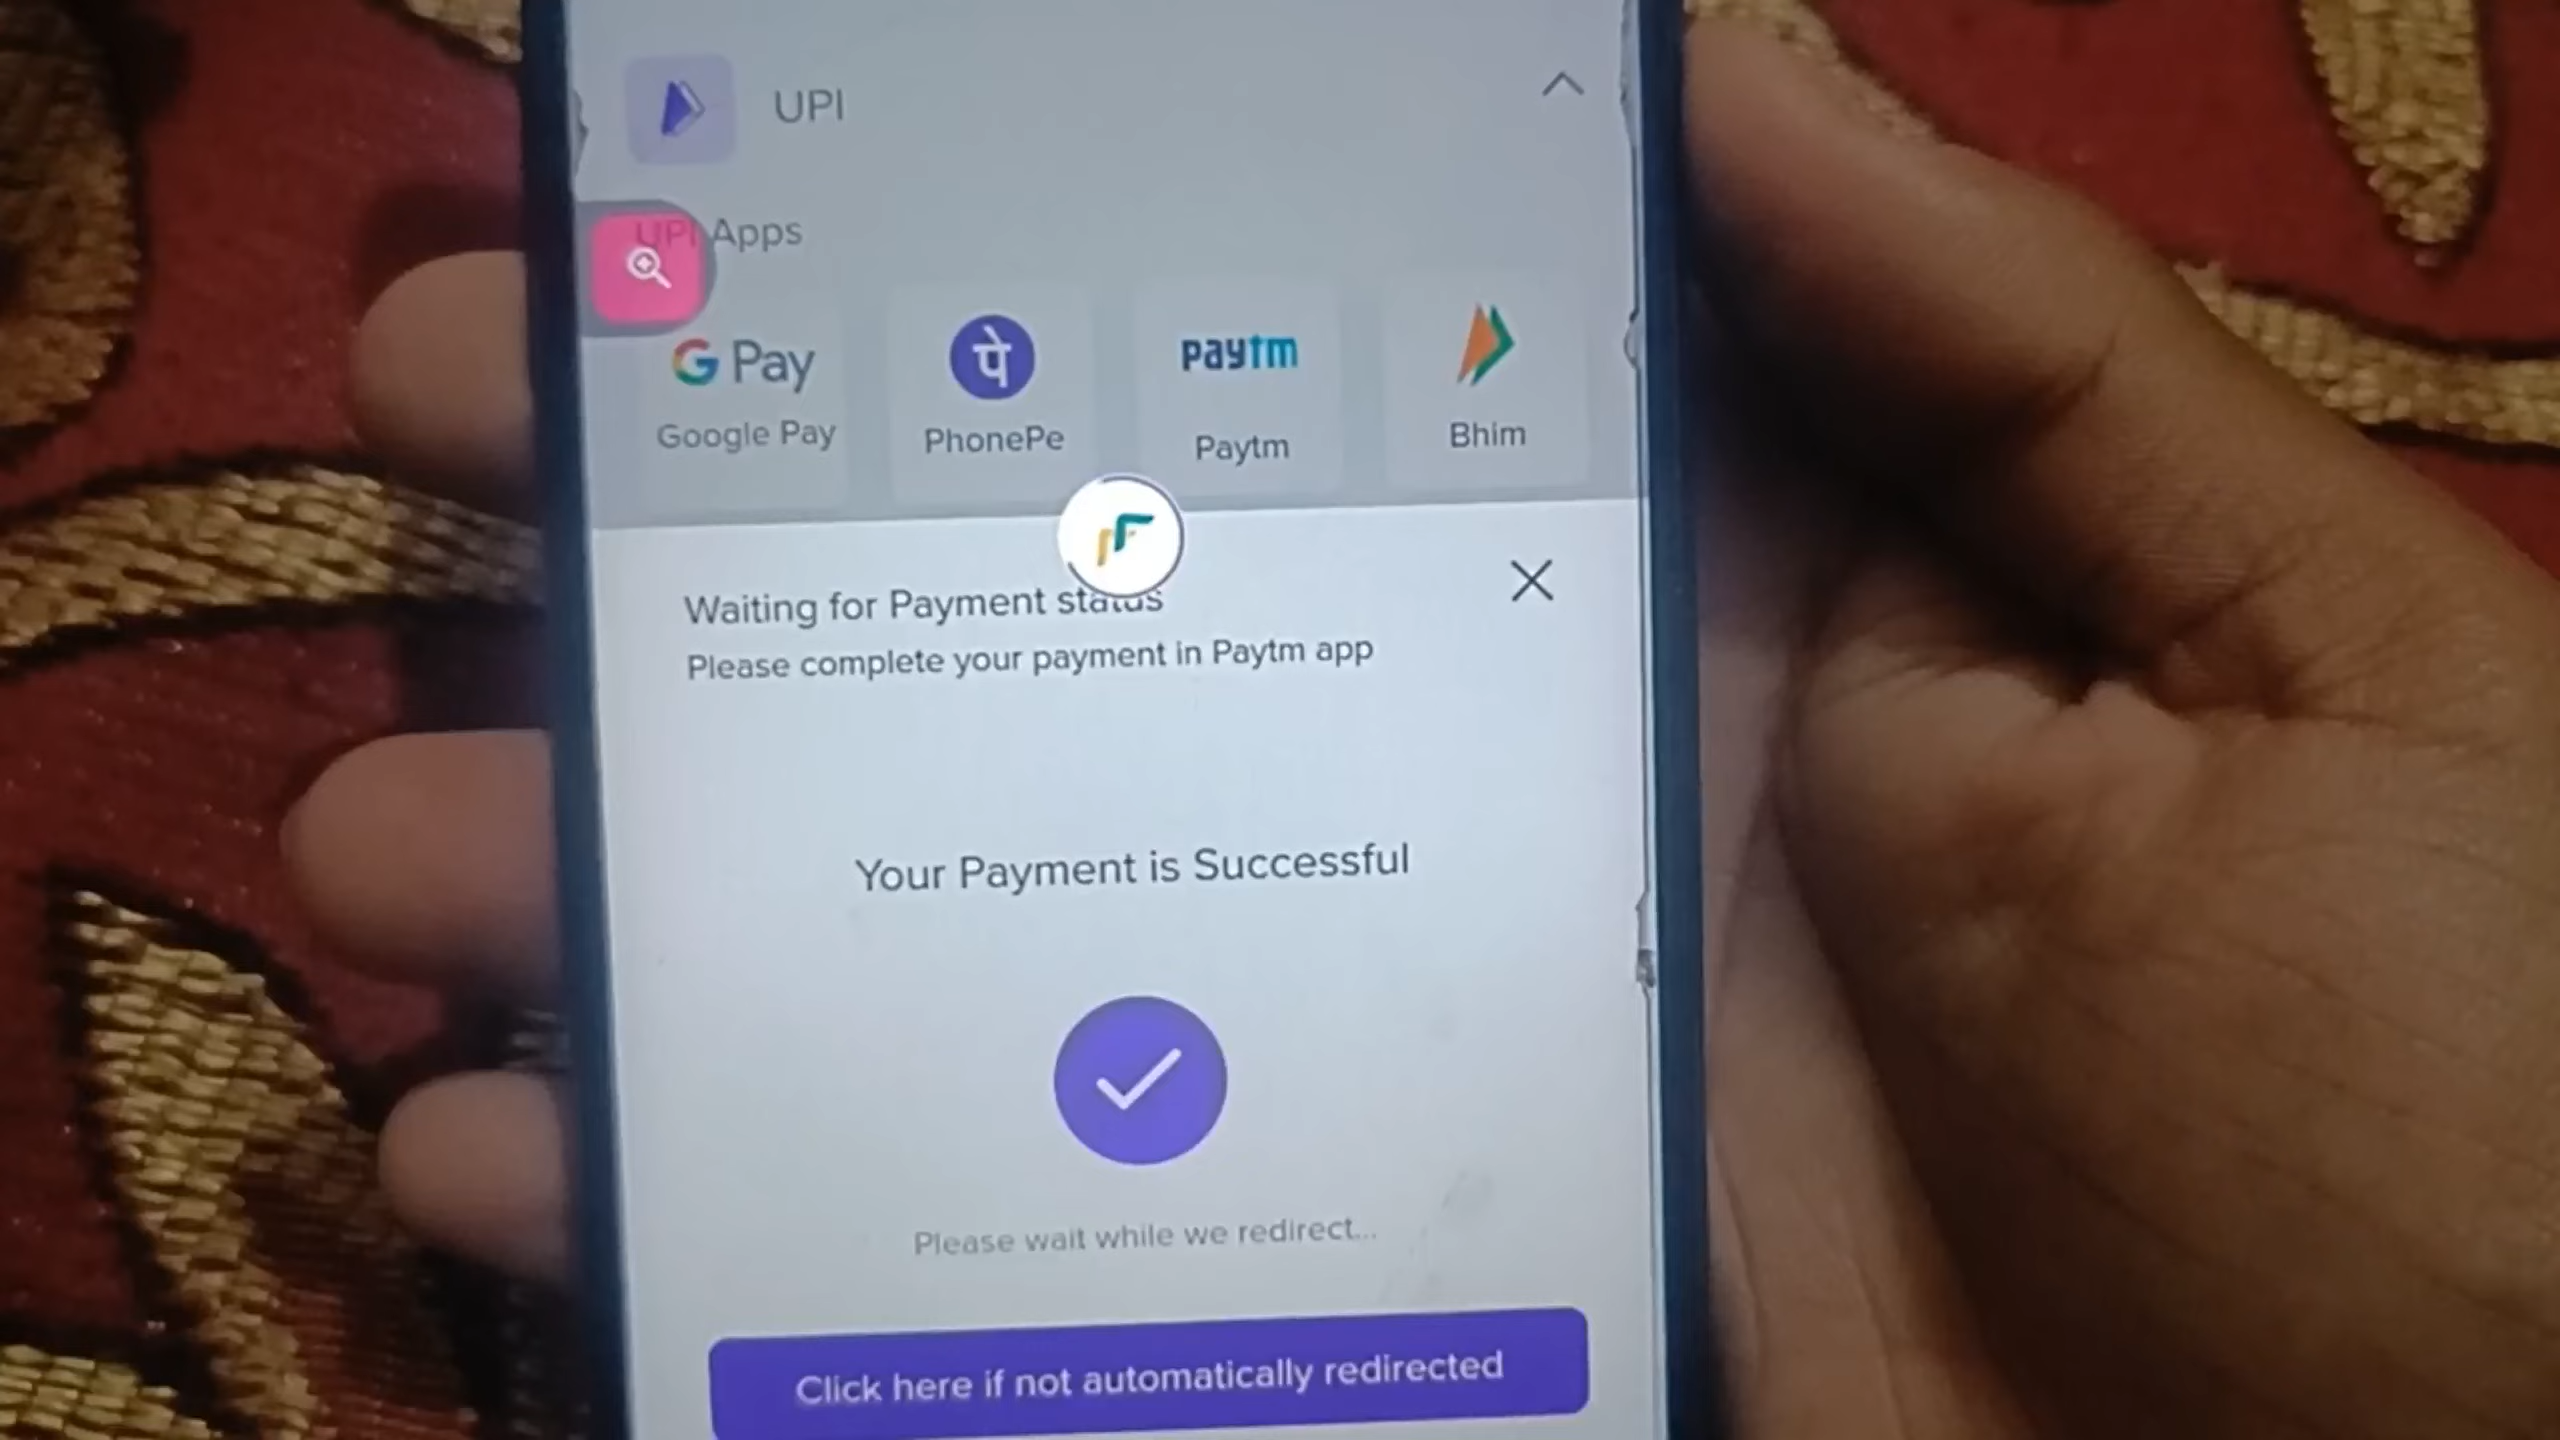 UPI
UPI Apps
G Pay
पे
paytm
Google Pay
PhonePe
Paytm
Bhim
Waiting for Payment status
Please complete your payment in Paytm app
Your Payment is Successful
Please wait while we redirect...
Click here if not automatically redirected